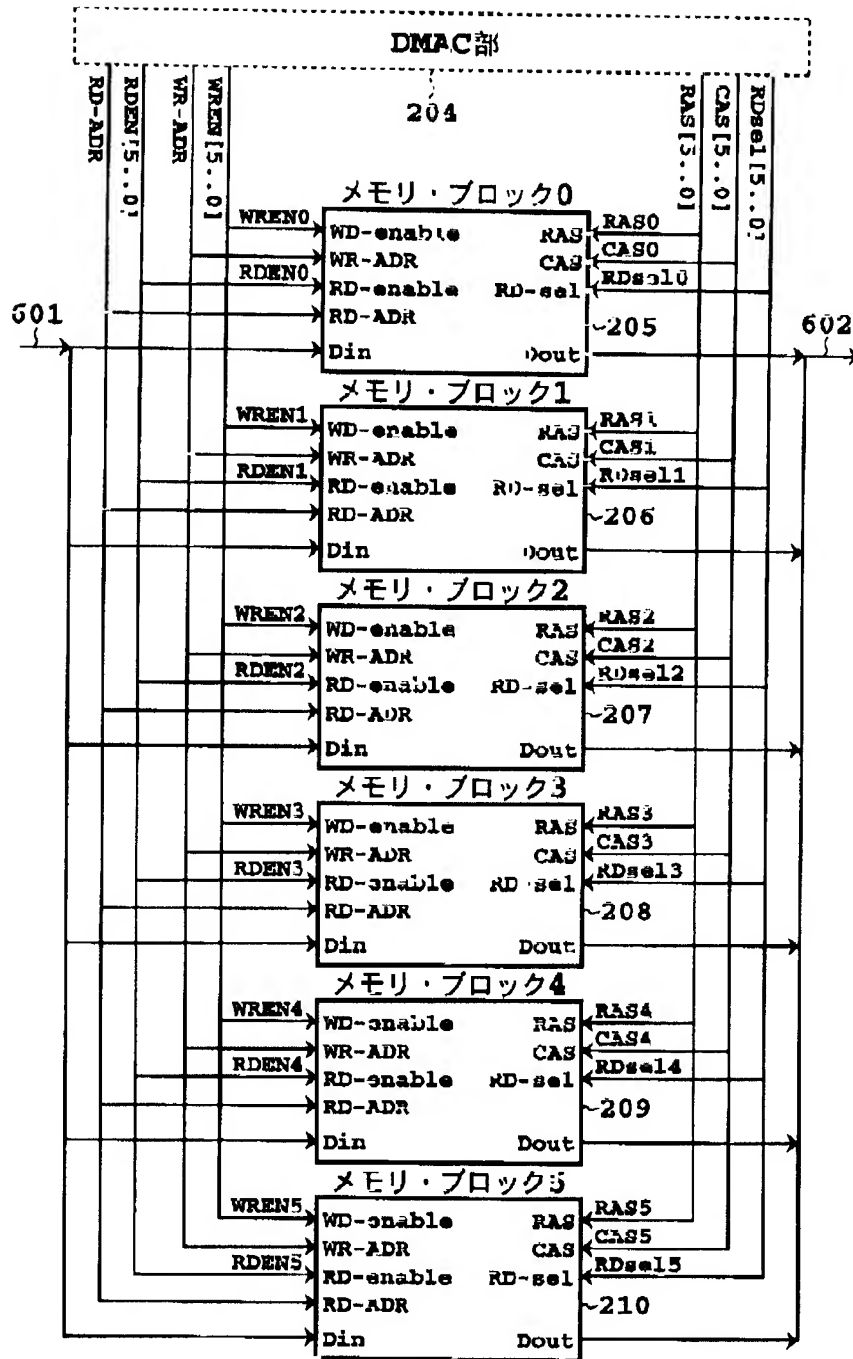 DMAC部
204
RD-ADR
RDEN[5..0]
WR-ADR
WREN[5..0]
RAS[5..0]
CAS[5..0]
RDsel[5..0]
601
602
メモリ・ブロック0
WREN0
RDEN0
WD-enable
WR-ADR
RD-enable
RD-ADR
Din
RAS
CAS
RD-sel
Dout
RAS0
CAS0
RDsel0
205
メモリ・ブロック1
WREN1
RDEN1
WD-enable
WR-ADR
RD-enable
RD-ADR
Din
RAS
CAS
RD-sel
Dout
RAS1
CAS1
RDsel1
206
メモリ・ブロック2
WREN2
RDEN2
WD-enable
WR-ADR
RD-enable
RD-ADR
Din
RAS
CAS
RD-sel
Dout
RAS2
CAS2
RDsel2
207
メモリ・ブロック3
WREN3
RDEN3
WD-enable
WR-ADR
RD-enable
RD-ADR
Din
RAS
CAS
RD-sel
Dout
RAS3
CAS3
RDsel3
208
メモリ・ブロック4
WREN4
RDEN4
WD-enable
WR-ADR
RD-enable
RD-ADR
Din
RAS
CAS
RD-sel
Dout
RAS4
CAS4
RDsel4
209
メモリ・ブロック5
WREN5
RDEN5
WD-enable
WR-ADR
RD-enable
RD-ADR
Din
RAS
CAS
RD-sel
Dout
RAS5
CAS5
RDsel5
210